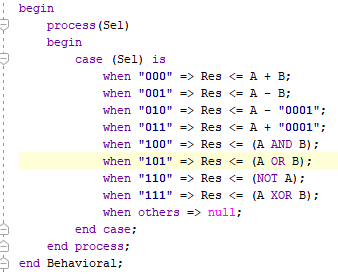 begin
process(Sel)
begin
case (Sel) is
when "000" => Res <= A + B;
when "001" => Res <= A - B;
when "010" => Res <= A - "0001";
when "011" => Res <= A + "0001";
when "100" => Res <= (A AND B);
when "101" => Res <= (A OR B);
when "110" => Res <= (NOT A);
when "111" => Res <= (A XOR B);
when others => null;
end case;
end process;
end Behavioral;